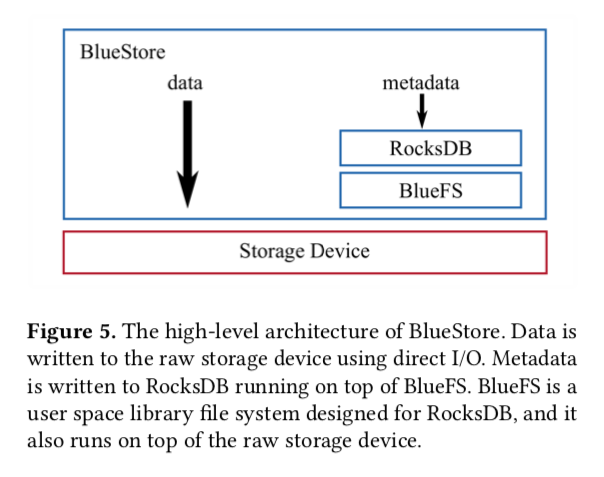 BlueStore
data
metadata
RocksDB
BlueFS
Storage Device
Figure 5. The high-level architecture of BlueStore. Data is
written to the raw storage device using direct I/O. Metadata
is written to RocksDB running on top of BlueFS. BlueFS is a
user space library file system designed for RocksDB, and it
also runs on top of the raw storage device.